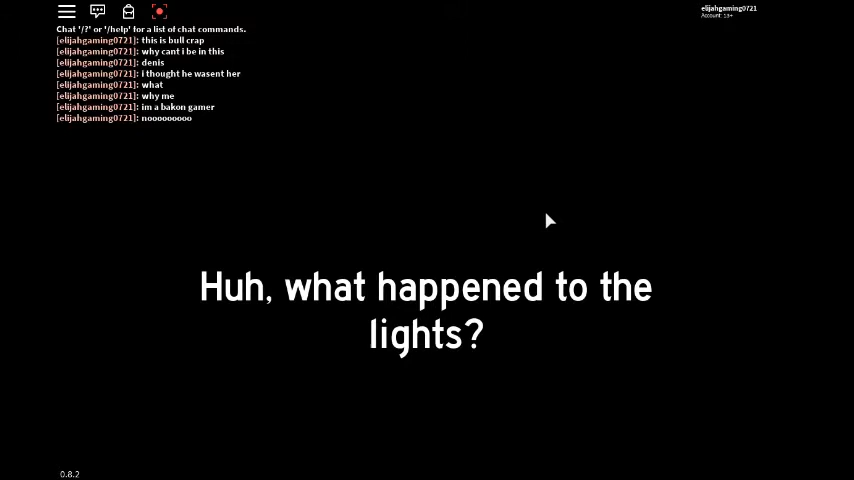 elijahgaming0721
Account: 13+
Chat '/?' or '/help' for a list of chat commands.
[elijahgaming0721]: this is bull crap
[elijahgaming0721]: why cant i be in this
[elijahgaming0721]: denis
[elijahgaming0721]: i thought he wasent her
[elijahgaming0721]: what
[elijahgaming0721]: why me
[elijahgaming0721]: im a bakon gamer
[elijahgaming0721]: nooooooooo
Huh, what happened to the
lights?
0.8.2